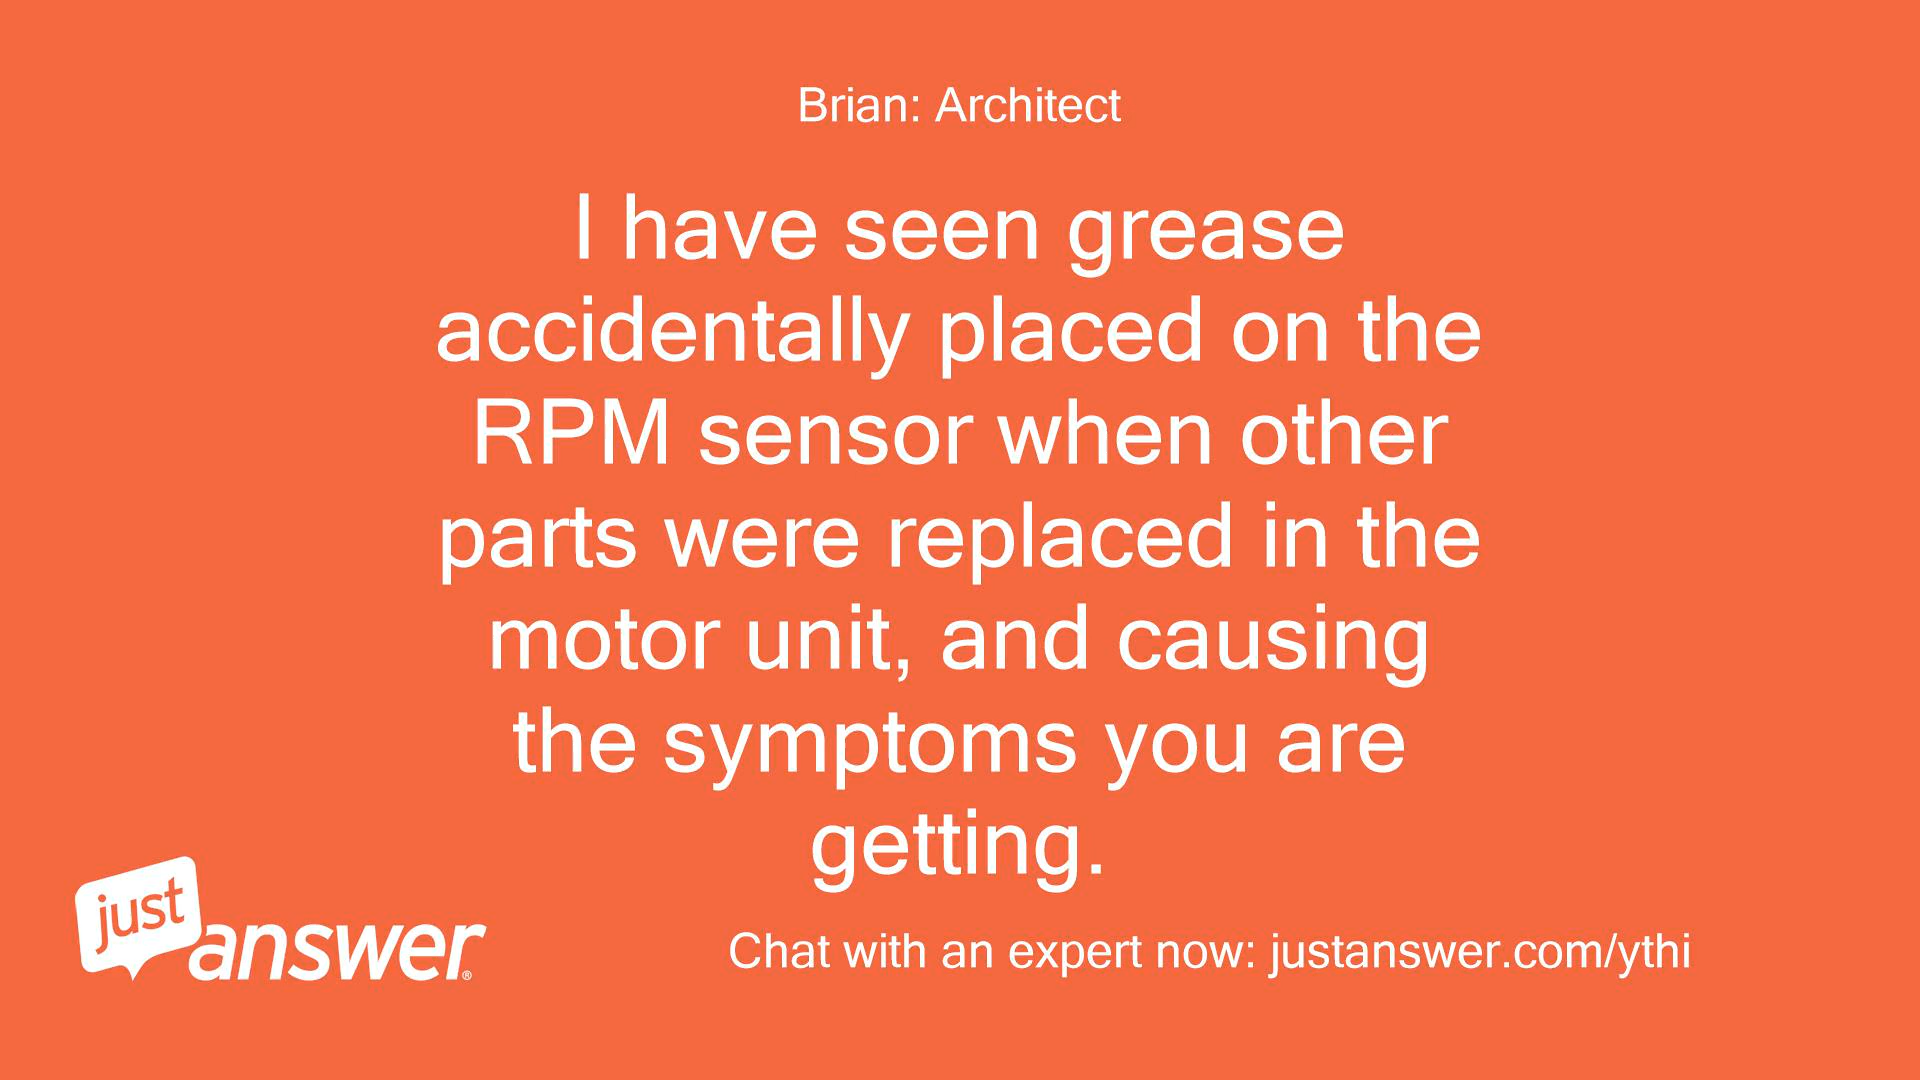 Brian: Architect
I have seen grease
accidentally placed on the
RPM sensor when other
parts were replaced in the
motor unit, and causing
the symptoms you are
getting.
just
answer®
Chat with an expert now: justanswer.com/ythi